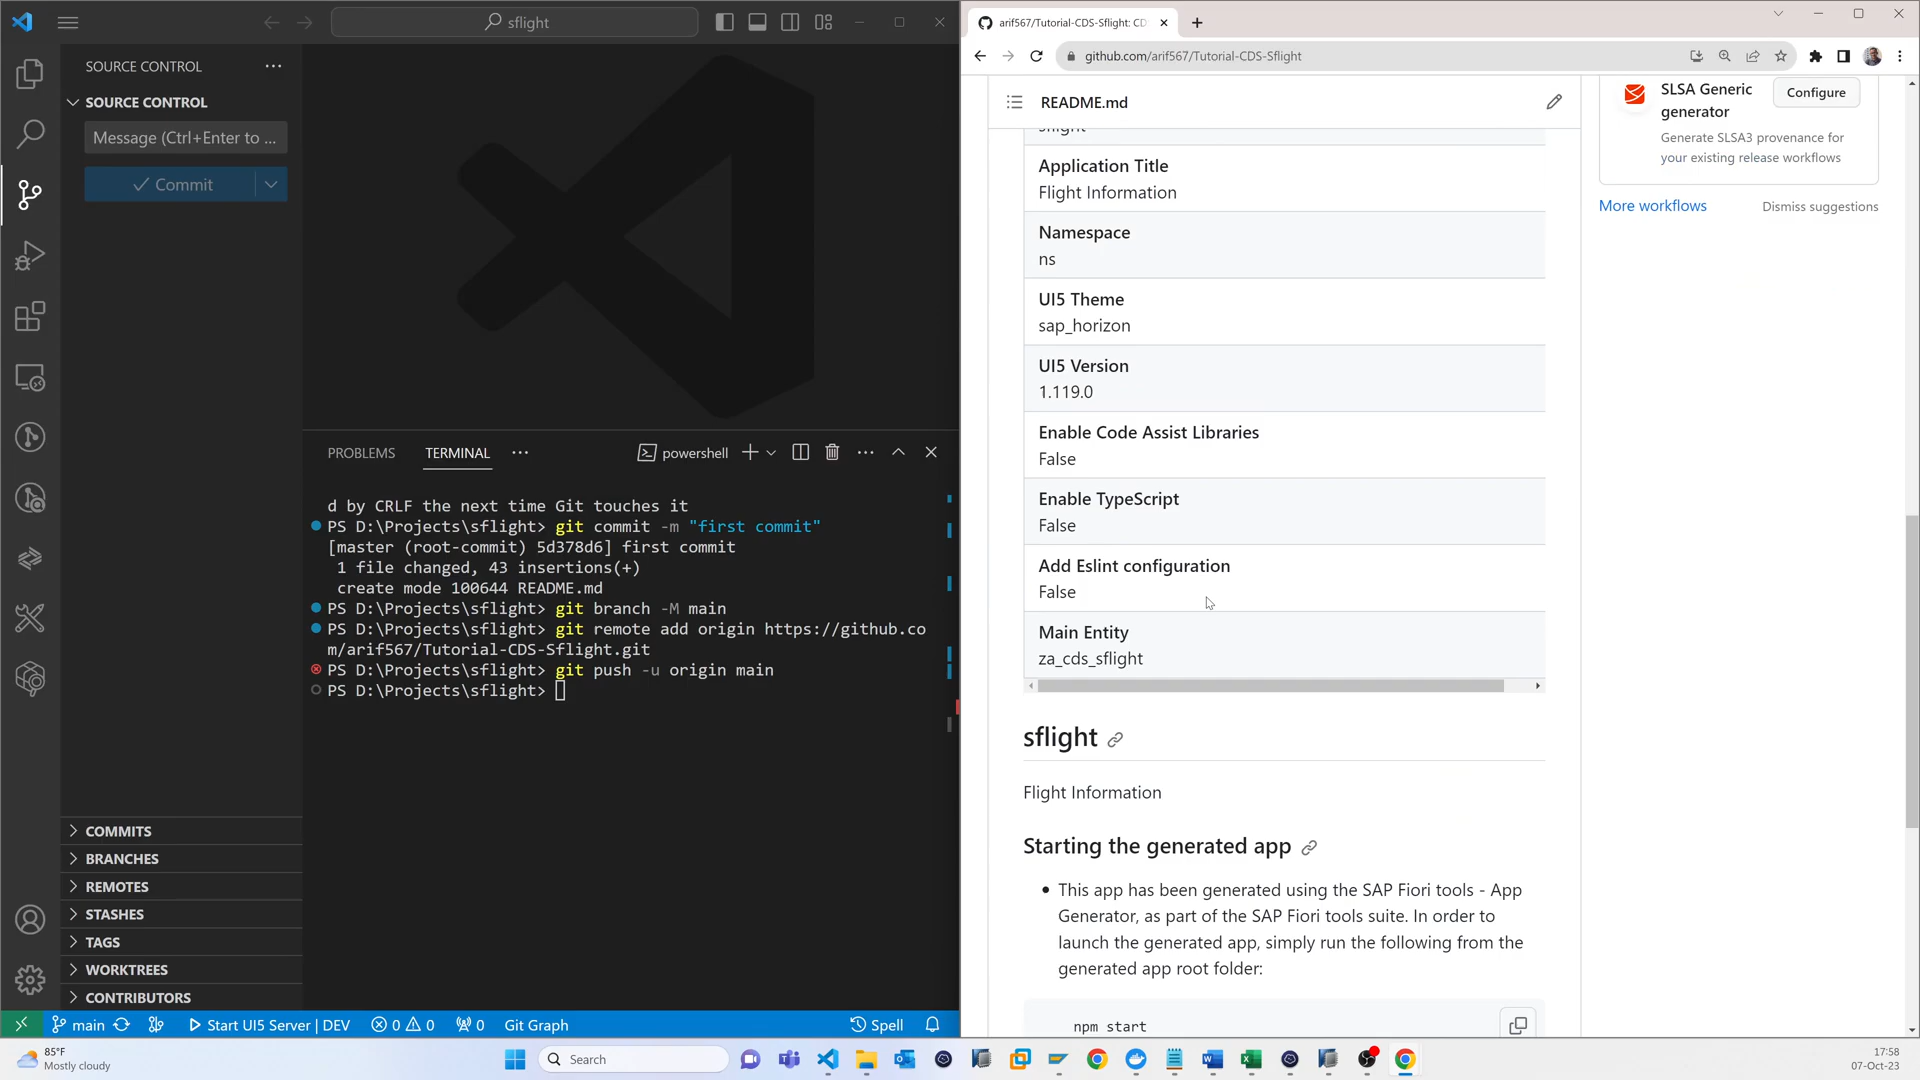 sflight
SOURCE CONTROL
SOURCE CONTROL
Message (Ctrl+Enter to ...
Commit
PROBLEMS
TERMINAL
powershell
d by CRLF the next time Git touches it
PS D:\Projects\sflight> git commit -m "first commit"
[master (root-commit) 5d378d6] first commit
1 file changed, 43 insertions(+)
create mode 100644 README.md
PS D:\Projects\sflight> git branch -M main
PS D:\Projects\sflight> git remote add origin https://github.co
m/arif567/Tutorial-CDS-Sflight.git
PS D:\Projects\sflight> git push -u origin main
PS D:\Projects\sflight>
COMMITS
BRANCHES
REMOTES
STASHES
TAGS
WORKTREES
CONTRIBUTORS
main
Start UI5 Server | DEV
0
0
0
Git Graph
Spell
arif567/Tutorial-CDS-Sflight: CD
github.com/arif567/Tutorial-CDS-Sflight
README.md
sflight
Application Title
Flight Information
Namespace
ns
UI5 Theme
sap_horizon
UI5 Version
1.119.0
Enable Code Assist Libraries
False
Enable TypeScript
False
Add Eslint configuration
False
Main Entity
za_cds_sflight
sflight
Flight Information
Starting the generated app
This app has been generated using the SAP Fiori tools - App
Generator, as part of the SAP Fiori tools suite. In order to
launch the generated app, simply run the following from the
generated app root folder:
npm start
SLSA Generic
generator
Configure
Generate SLSA3 provenance for
your existing release workflows
More workflows
Dismiss suggestions
85°F
Mostly cloudy
Search
17:58
07-Oct-23